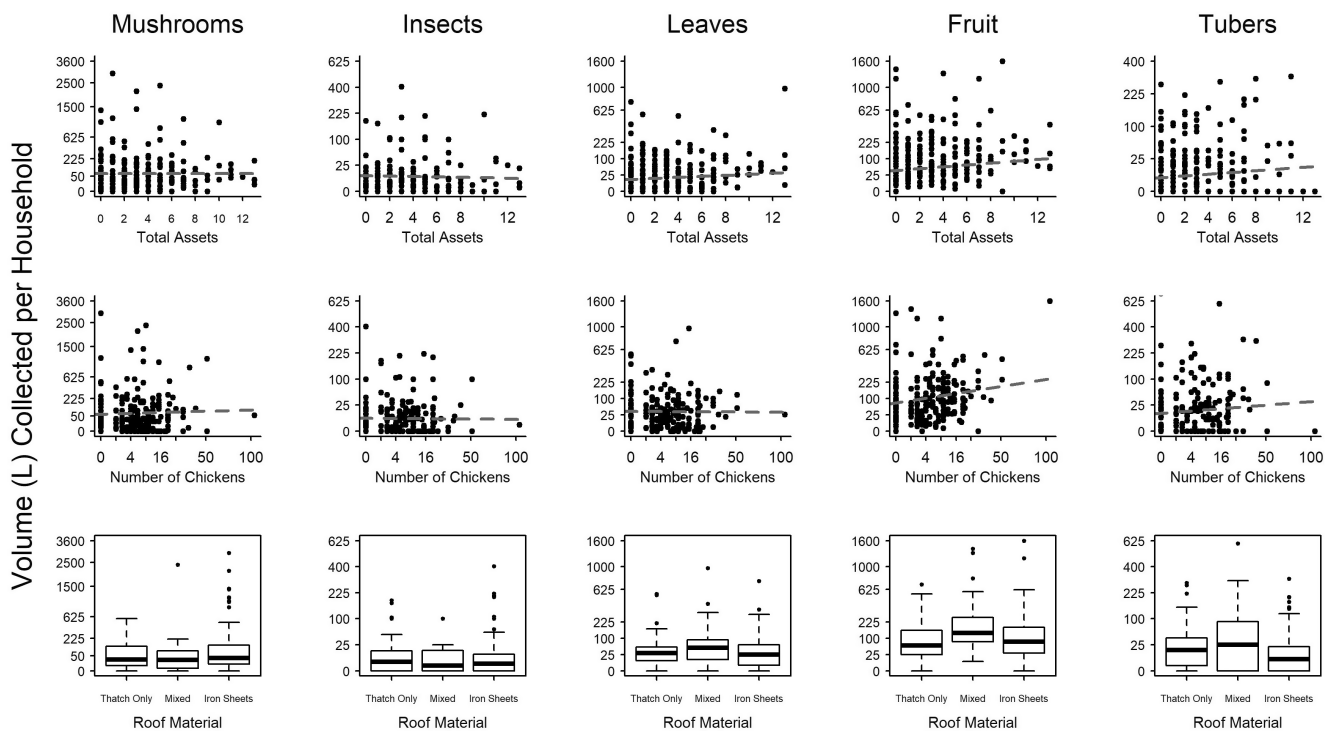 Mushrooms Insects Leaves Fruit Tubers
Volume (L) Collected per Household
3600 625 1600 1600 400
2500 400 1000 1000 225
1500 225 625 625 100
625 100 225 225 25
225 25 100 100 0
50 0 25 25
0 0 0
0 2 4 6 8 10 12 0 2 4 6 8 12 0 2 4 6 8 12 0 2 4 6 8 12 0 2 4 6 8 12
Total Assets Total Assets Total Assets Total Assets Total Assets
3600 625 1600 1600 625
2500 400 1000 1000 400
1500 225 625 625 225
625 100 225 225 100
225 25 100 100 25
50 0 25 25 0
0 0 0
0 4 16 50 100 0 4 16 50 100 0 4 16 50 100 0 4 16 50 100 0 4 16 50 100
Number of Chickens Number of Chickens Number of Chickens Number of Chickens Number of Chickens
3600 625 1600 1600 625
2500 400 1000 1000 400
1500 225 625 625 225
625 100 225 225 100
225 25 100 100 25
50 0 25 25 0
0 0 0
Thatch Only Mixed Iron Sheets Thatch Only Mixed Iron Sheets Thatch Only Mixed Iron Sheets Thatch Only Mixed Iron Sheets Thatch Only Mixed Iron Sheets
Roof Material Roof Material Roof Material Roof Material Roof Material